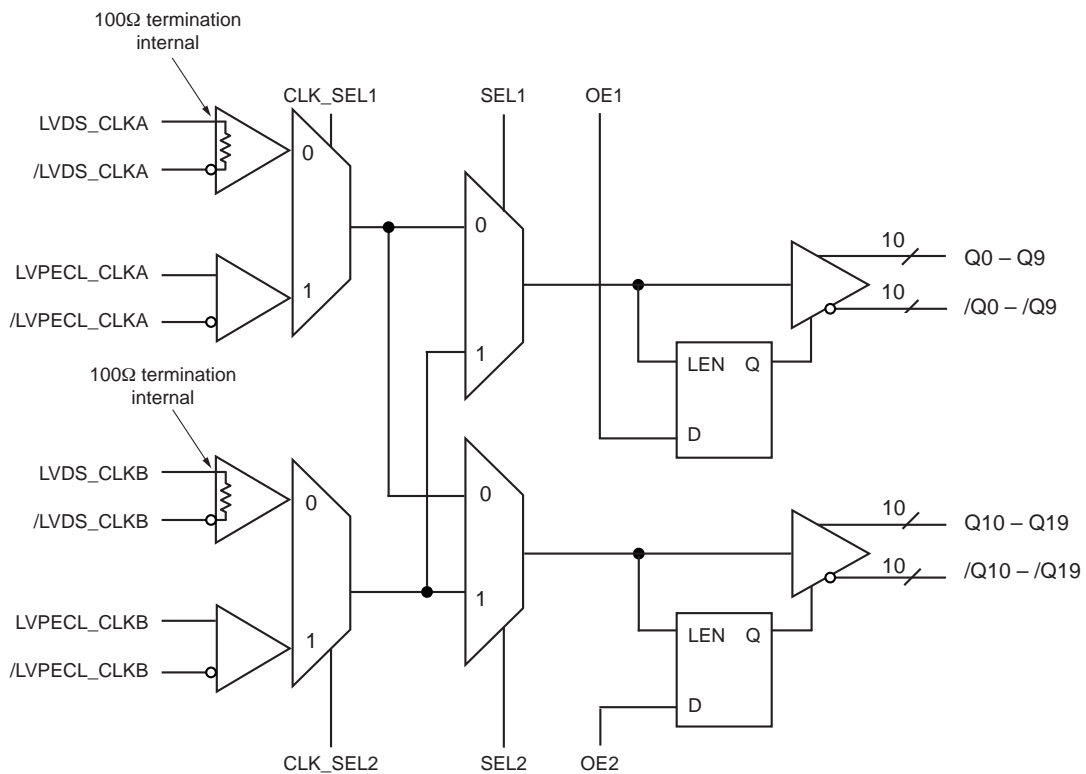 100Ω termination
internal
CLK_SEL1
SEL1
OE1
LVDS_CLKA
/LVDS_CLKA
0
LVPECL_CLKA
/LVPECL_CLKA
1
0
1
10
Q0 – Q9
10
/Q0 – /Q9
LEN Q
D
100Ω termination
internal
LVDS_CLKB
/LVDS_CLKB
0
LVPECL_CLKB
/LVPECL_CLKB
1
0
1
10
Q10 – Q19
10
/Q10 – /Q19
LEN Q
D
CLK_SEL2
SEL2
OE2